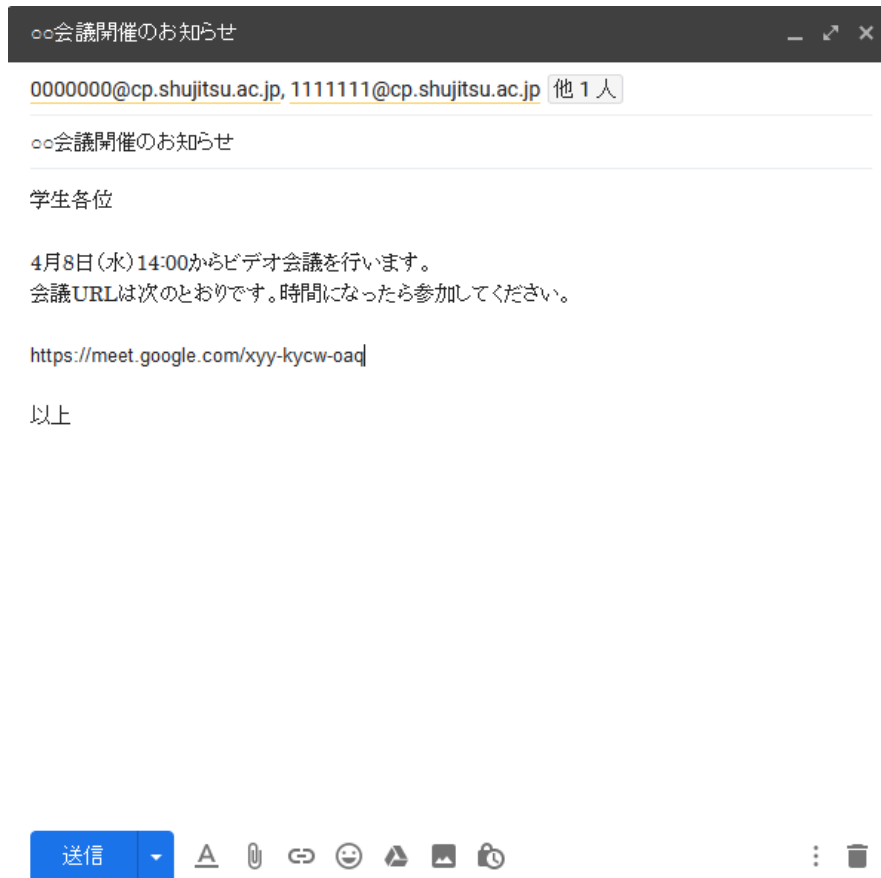 ○○会議開催のお知らせ
0000000@cp.shujitsu.ac.jp, 1111111@cp.shujitsu.ac.jp 他 1 人
○○会議開催のお知らせ
学生各位
4月8日(水)14:00からビデオ会議を行います。
会議URLは次のとおりです。時間になったら参加してください。
https://meet.google.com/xyy-kycw-oaq
以上
送信